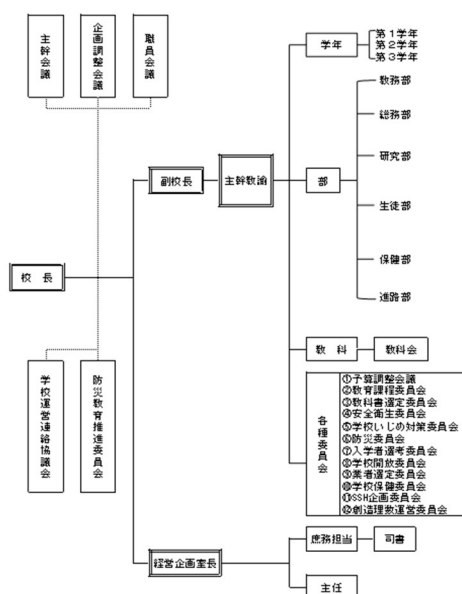 主幹会議
企画調整会議
職員会議
学年
第1学年
第2学年
第3学年
教務部
総務部
研究部
副校長
主幹教諭
部
生徒部
保健部
校長
進路部
教科
教科会
学校運営連絡協議会
防災教育推進委員会
各種委員会
①予算調整会議
②教育課程委員会
③教科書選定委員会
④安全衛生委員会
⑤学校いじめ対策委員会
⑥防災委員会
⑦入学者選考委員会
⑧学校開放委員会
⑨業者選定委員会
⑩学校保健委員会
⑪SSH企画委員会
⑫創造理数運営委員会
庶務担当
司書
経営企画室長
主任